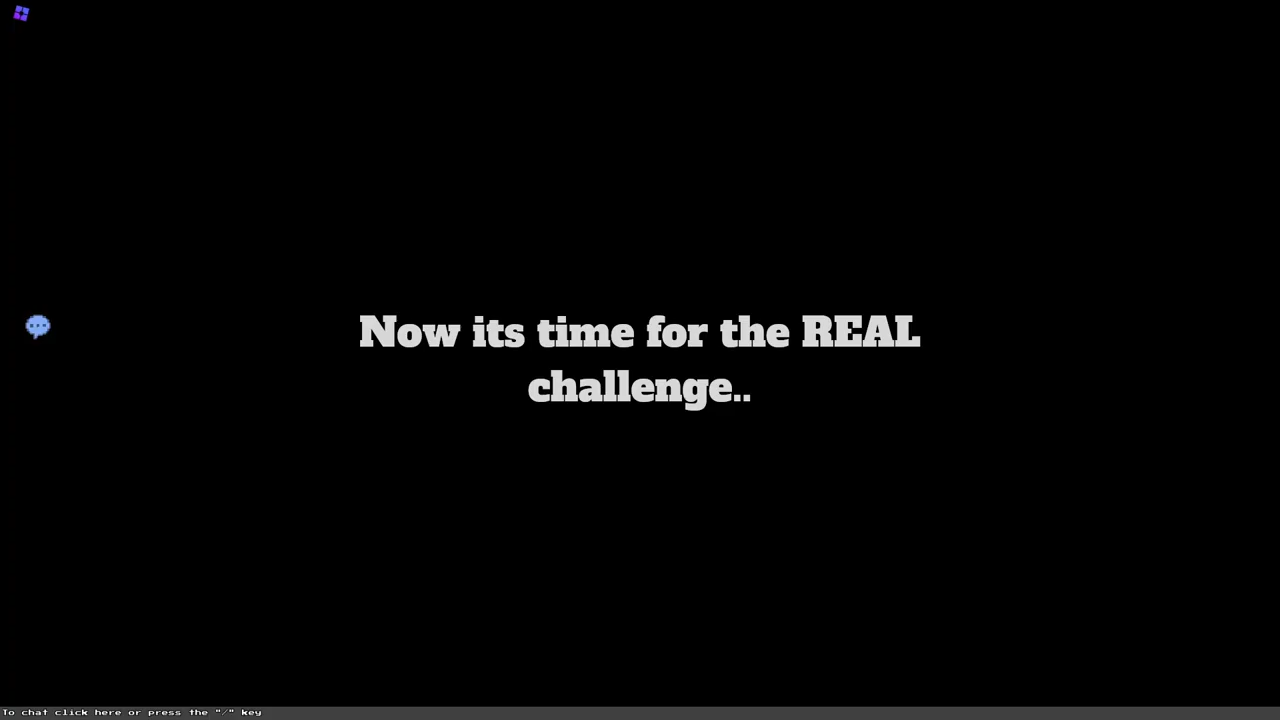 Now its time for the REAL
challenge..
To chat click here or press the "/" key